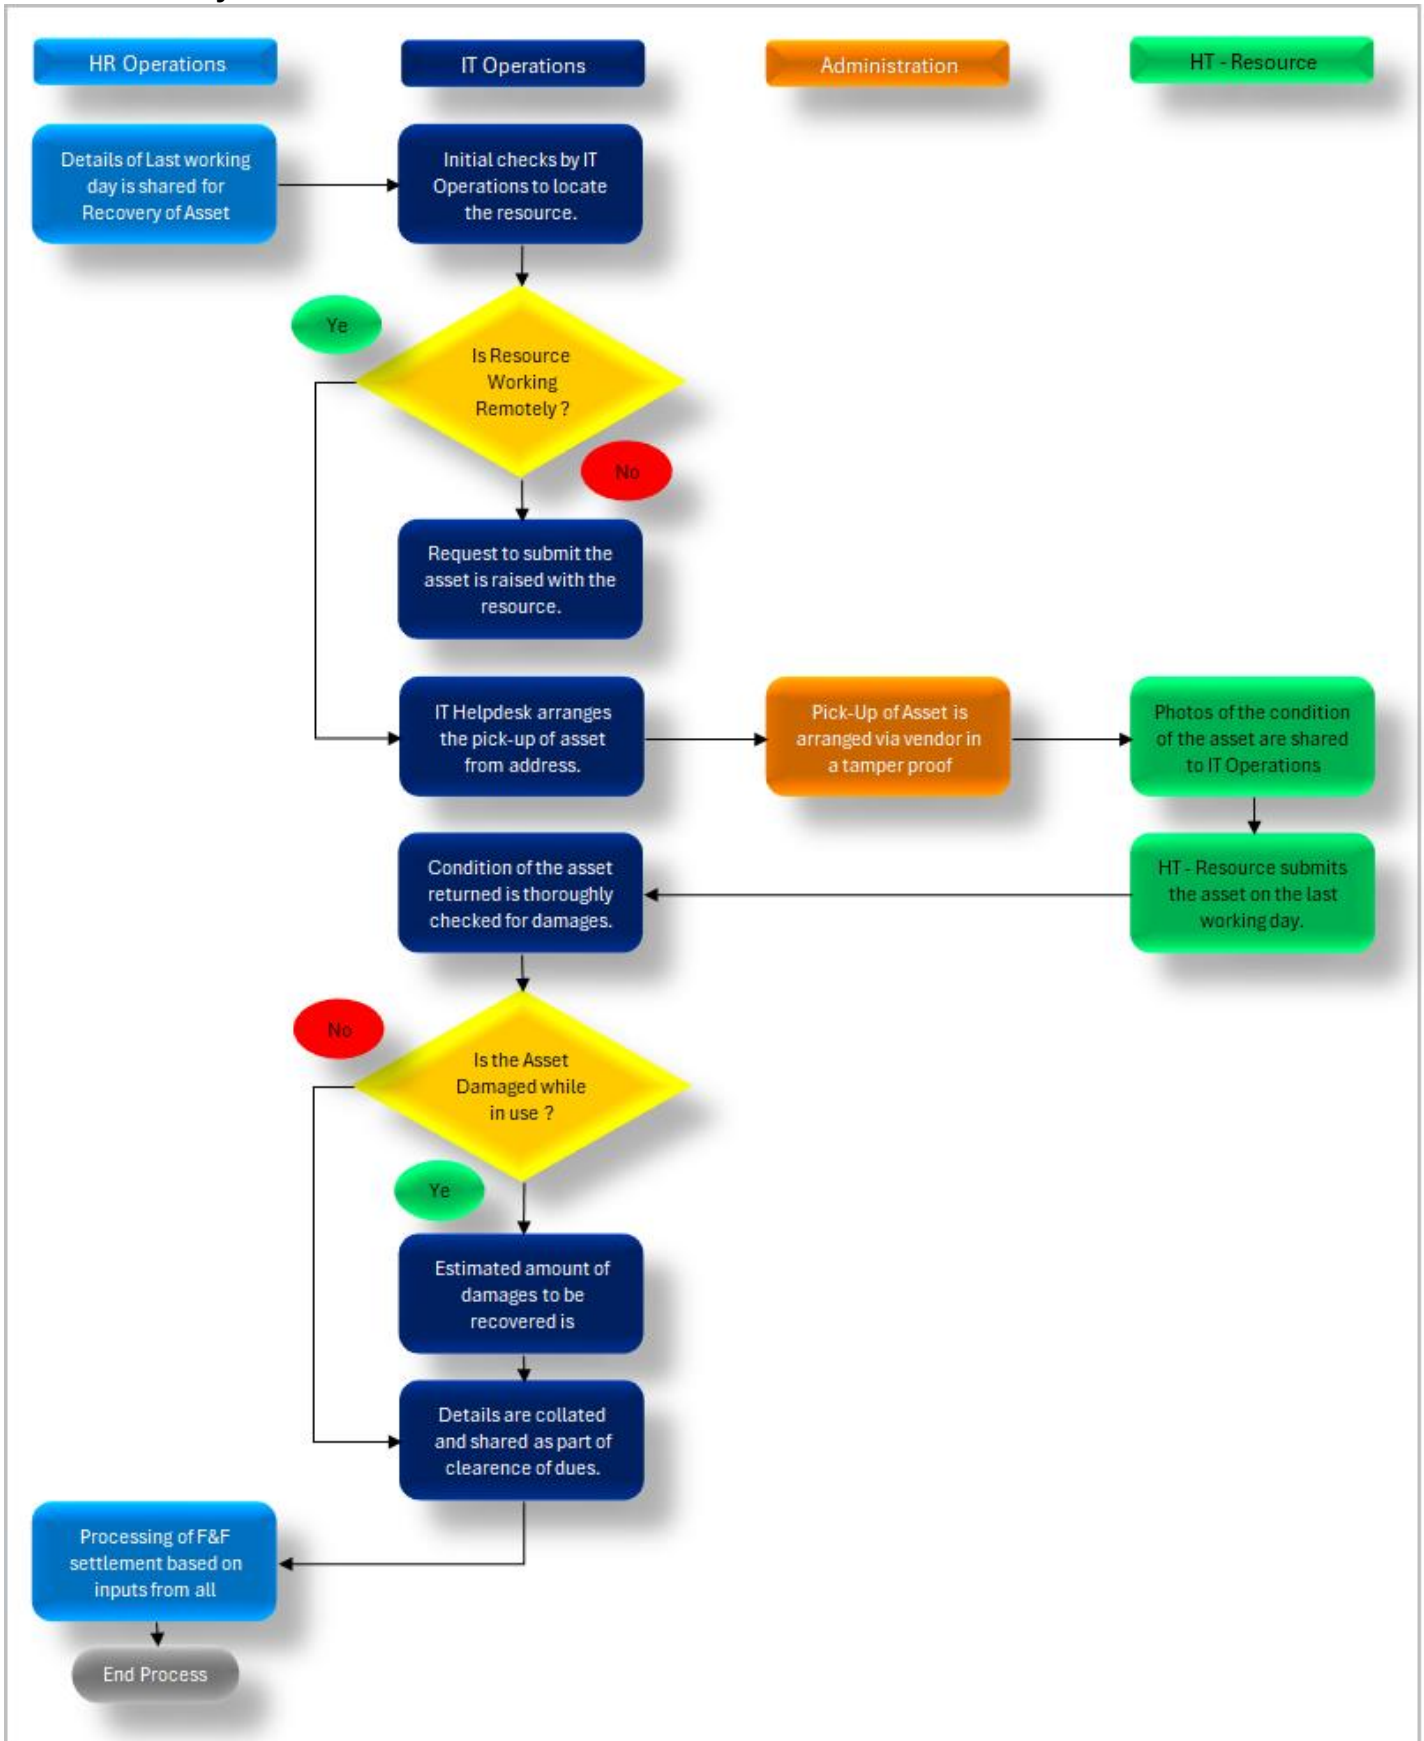 HR Operations
IT Operations
Administration
HT - Resource
Details of Last working
day is shared for
Recovery of Asset
Initial checks by IT
Operations to locate
the resource.
Ye
Is Resource
Working
Remotely ?
No
Request to submit the
asset is raised with the
resource.
IT Helpdesk arranges
the pick-up of asset
from address.
Pick-Up of Asset is
arranged via vendor in
a tamper proof
Photos of the condition
of the asset are shared
to IT Operations
Condition of the asset
returned is thoroughly
checked for damages.
HT - Resource submits
the asset on the last
working day.
No
Is the Asset
Damaged while
in use ?
Ye
Estimated amount of
damages to be
recovered is
Details are collated
and shared as part of
clearence of dues.
Processing of F&F
settlement based on
inputs from all
End Process